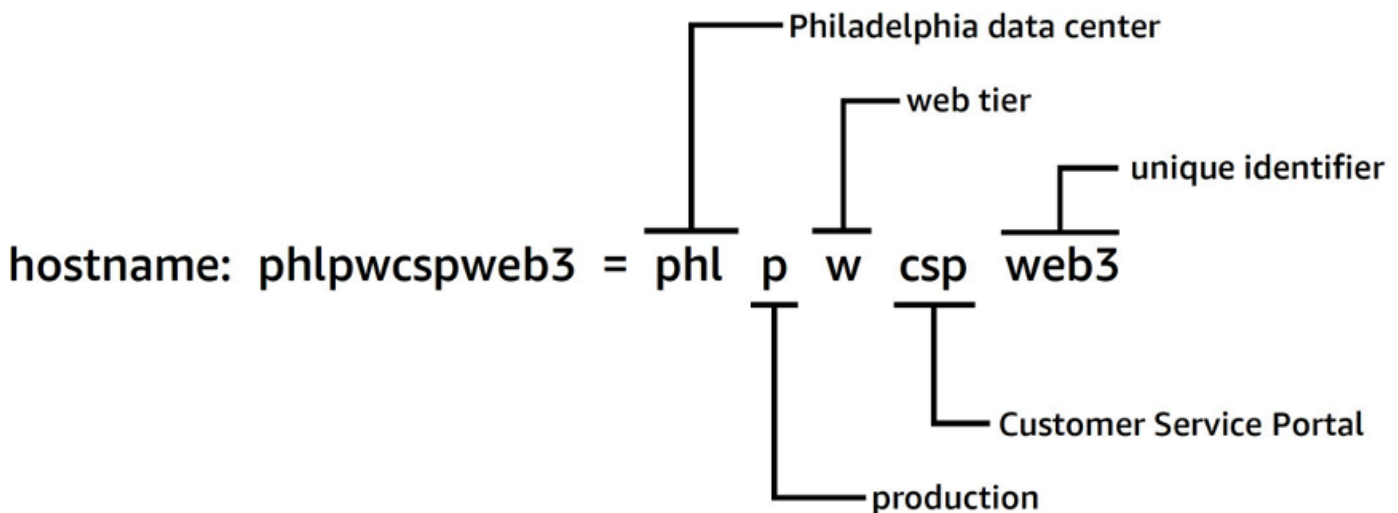 Philadelphia data center
web tier
unique identifier
hostname: phlpwcspweb3 = phl p w csp web3
Customer Service Portal
production